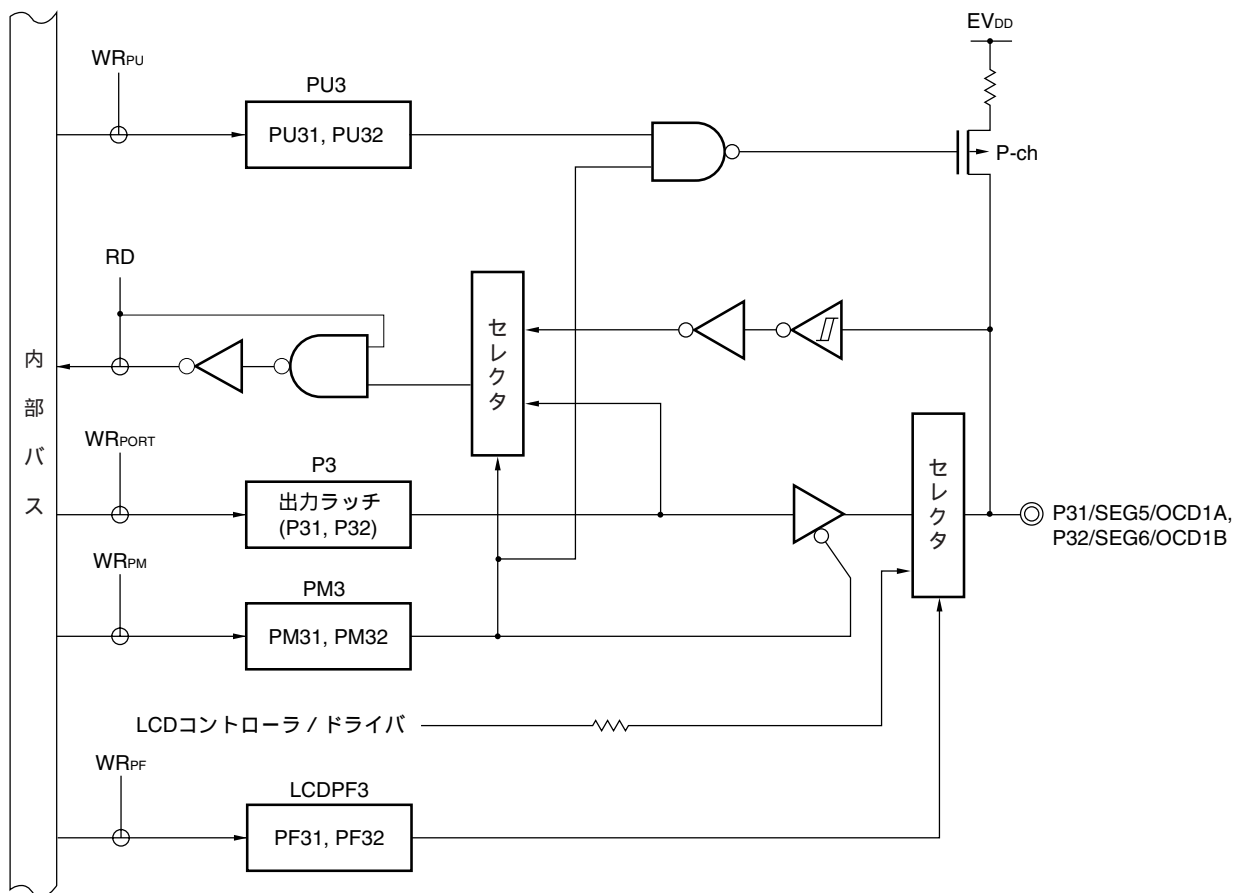 EVDD
WRPU
PU3
PU31, PU32
P-ch
RD
セレクタ
内部バス
WRPORT
P3
出力ラッチ
(P31, P32)
セレクタ
P31/SEG5/OCD1A,
P32/SEG6/OCD1B
WRPM
PM3
PM31, PM32
LCDコントローラ / ドライバ
WRPF
LCDPF3
PF31, PF32